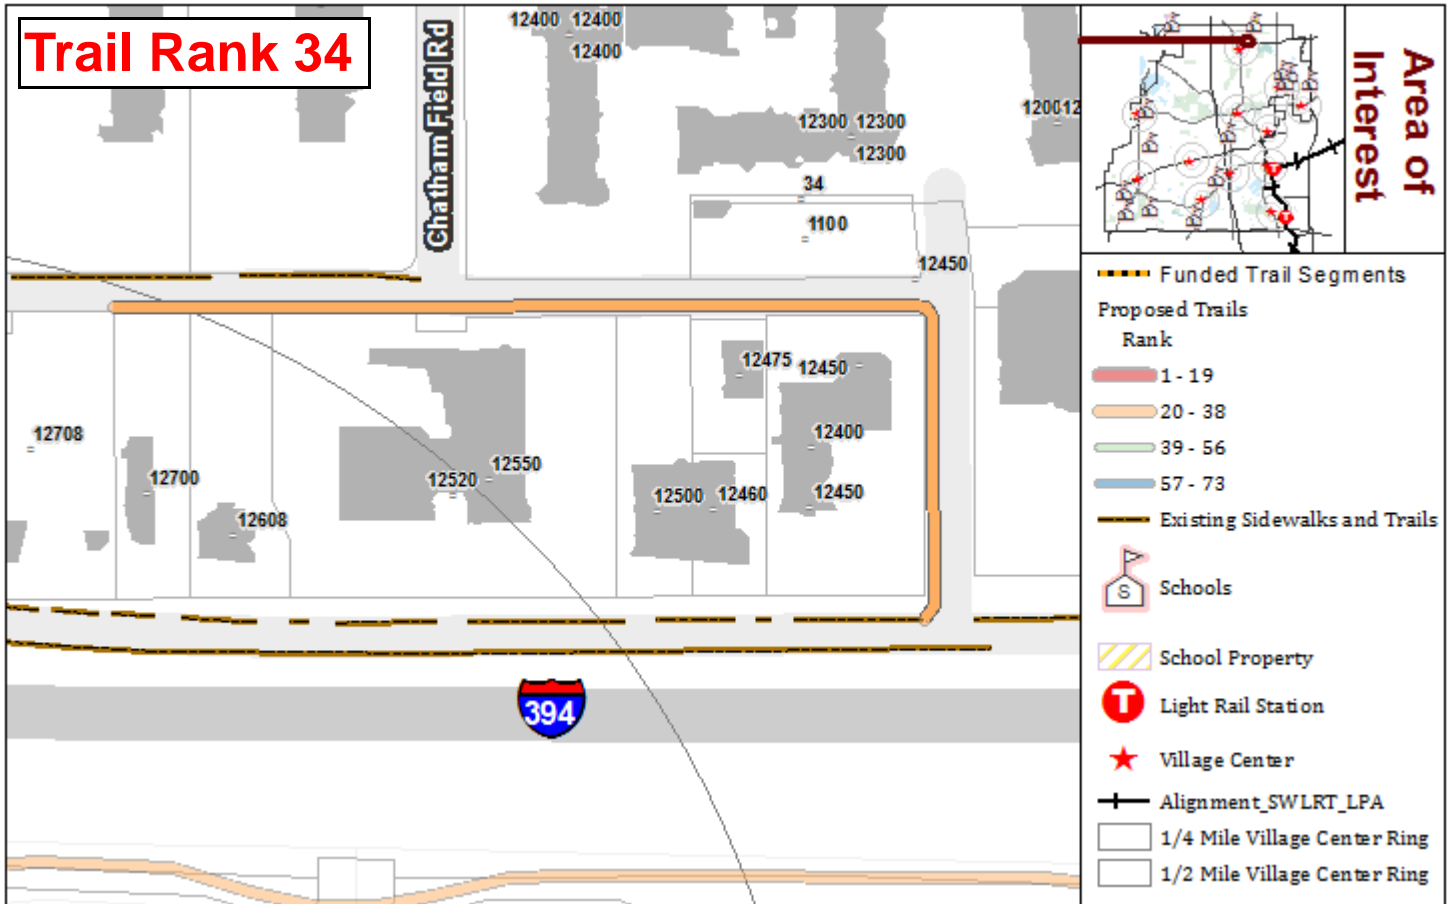 Trail Rank 34
12400 12400
12400
Chatham Field Rd
12300 12300
12300
34
1100
12450
12475 12450
12708
12400
12550
12700
12520
12500 12460 12450
12608
394
Area of
Interest
T
T
Funded Trail Segments
Proposed Trails
Rank
1 - 19
20 - 38
39 - 56
57 - 73
Existing Sidewalks and Trails
S
Schools
School Property
T
Light Rail Station
Village Center
Alignment_SWLRT_LPA
1/4 Mile Village Center Ring
1/2 Mile Village Center Ring